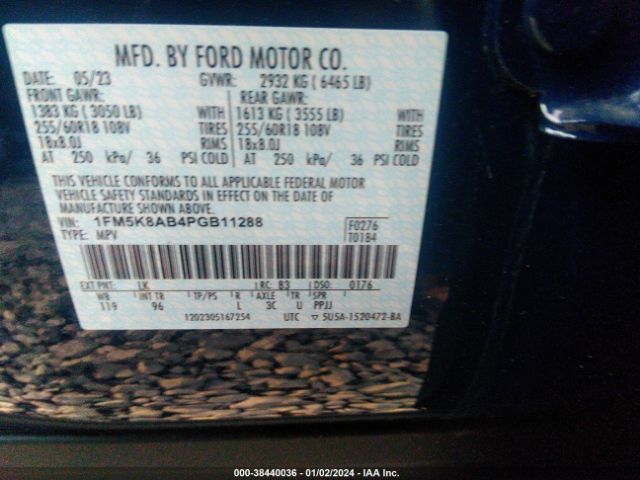 MFD. BY FORD MOTOR CO.
DATE: 05/23 GVWR: 2932 KG ( 6465 LB)
FRONT GAWR: REAR GAWR:
1383 KG ( 3050 LB) WITH 1613 KG ( 3555 LB) WITH
255/60R18 108V TIRES 255/60R18 108V TIRES
18x8.0J RIMS 18x8.0J RIMS
AT 250 kPa/ 36 PSI COLD AT 250 kPa/ 36 PSI COLD
THIS VEHICLE CONFORMS TO ALL APPLICABLE FEDERAL MOTOR
VEHICLE SAFETY STANDARDS IN EFFECT ON THE DATE OF
MANUFACTURE SHOWN ABOVE.
VIN: 1FM5K8AB4PGB11288 F0276
TYPE: MPV T0184
EXT PNT: LK RC: B3 DSO: 0176
WB INT TR TP/PS R AXLE TR SPR
119 96 L 3C U PPJJ
1202305167254 UTC ▽ 5U5A-1520472-BA
000-38440036 - 01/02/2024 - IAA Inc.